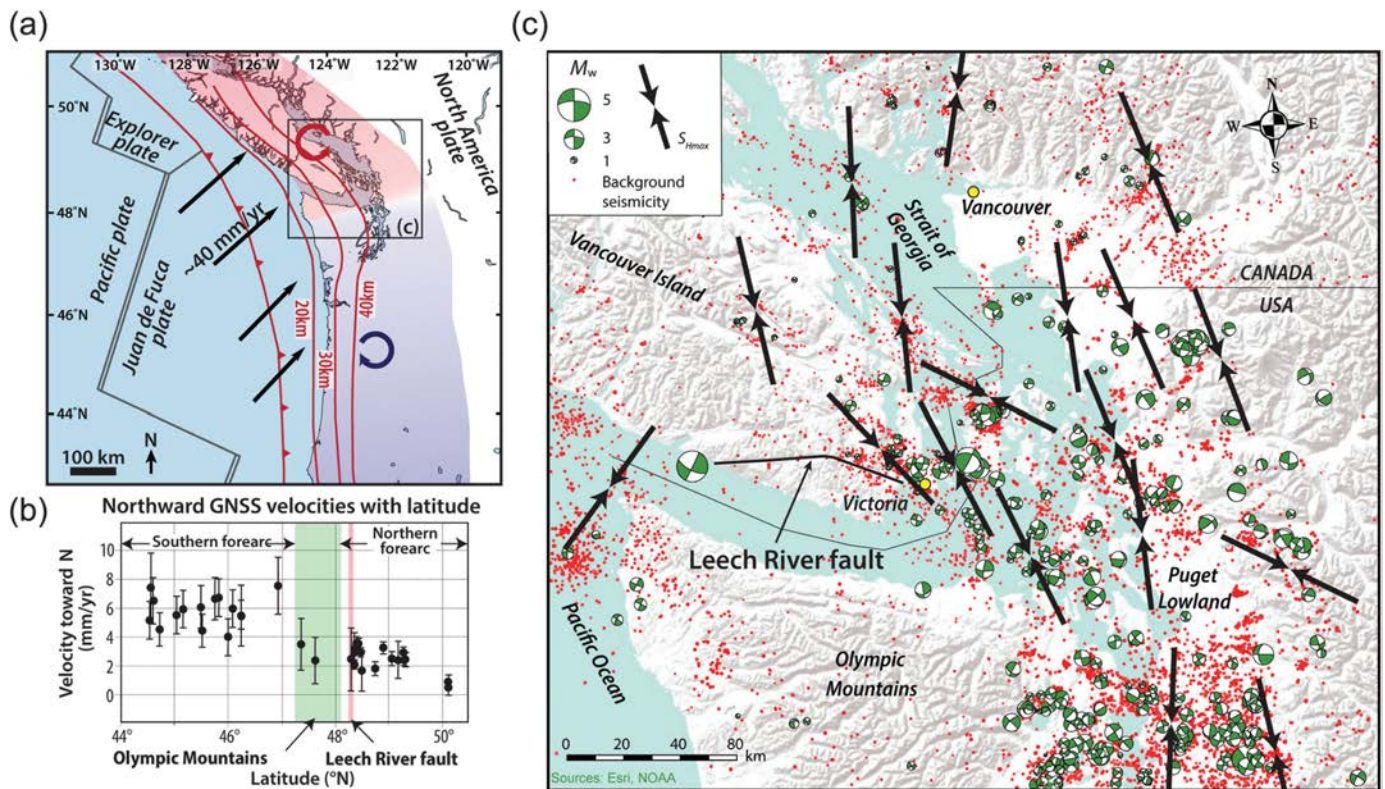 (a)
130°W 128°W 126°W 124°W 122°W 120°W
50°N
48°N
46°N
44°N
Explorer
plate
North America
plate
Pacific plate
Juan de Fuca
plate
~40 mm/yr
(c)
20km
30km
40km
N
100 km
(b)
Northward GNSS velocities with latitude
Southern forearc
Northern
forearc
Velocity toward N
(mm/yr)
10
8
6
4
2
0
44° 46° 48° 50°
Olympic Mountains
Leech River fault
Latitude (°N)
(c)
Mw
5
3
1
SHmax
Background
seismicity
N
W E
S
Vancouver
Strait of
Georgia
Vancouver Island
CANADA
USA
Victoria
Leech River fault
Puget
Lowland
Pacific Ocean
Olympic
Mountains
0 20 40 60 80
km
Sources: Esri, NOAA